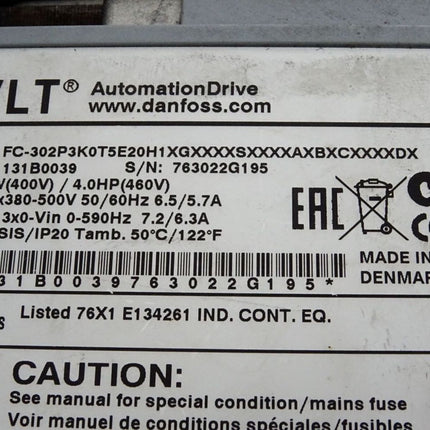 VLT® AutomationDrive
www.danfoss.com
FC-302P3K0T5E20H1XGXXXXSXXXXAXBXCXXXXDX
131B0039 S/N: 763022G195
(400V) / 4.0HP(460V)
x380-500V 50/60Hz 6.5/5.7A
3x0-Vin 0-590Hz 7.2/6.3A
SIS/IP20 Tamb. 50°C/122°F
EAC
MADE IN
DENMAR
31B0039763022G195*
Listed 76X1 E134261 IND. CONT. EQ.
CAUTION:
See manual for special condition/mains fuse
Voir manuel de conditions spéciales/fusibles